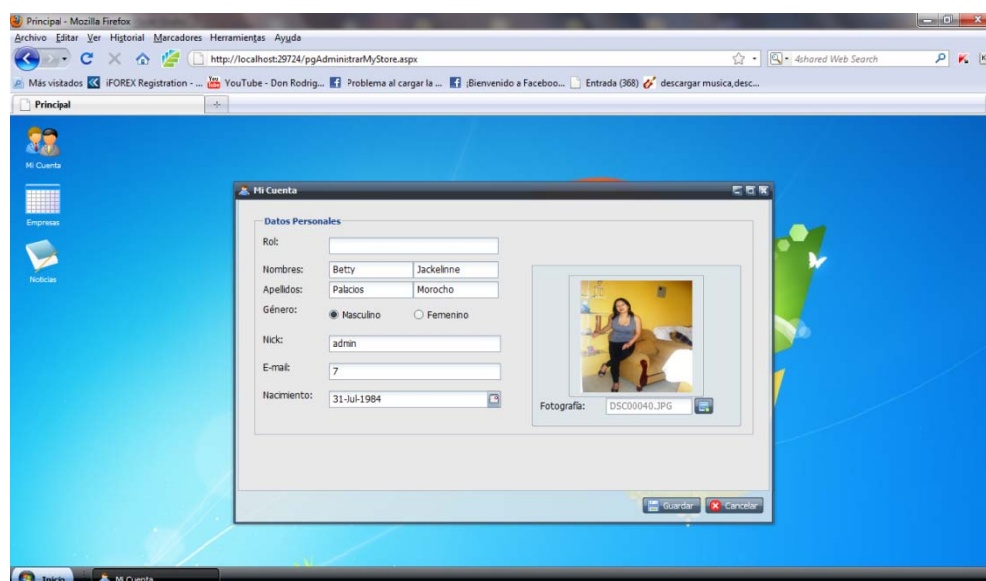 Principal - Mozilla Firefox
Archivo Editar Ver Historial Marcadores Herramientas Ayuda
http://localhost:29724/pgAdministrarMyStore.aspx
4shared Web Search
Más visitados iFOREX Registration - ... YouTube - Don Rodrig... Problema al cargar la ... ¡Bienvenido a Faceboo... Entrada (368) descargar musica,desc...
Principal
Mi Cuenta
Empresas
Noticias
Mi Cuenta
Datos Personales
Rol:
Nombres: Betty Jackelinne
Apellidos: Palacios Morocho
Género: Masculino Femenino
Nick: admin
E-mail: 7
Nacimiento: 31-Jul-1984
Fotografía: DSC00040.JPG
Guardar Cancelar
Inicio Mi Cuenta